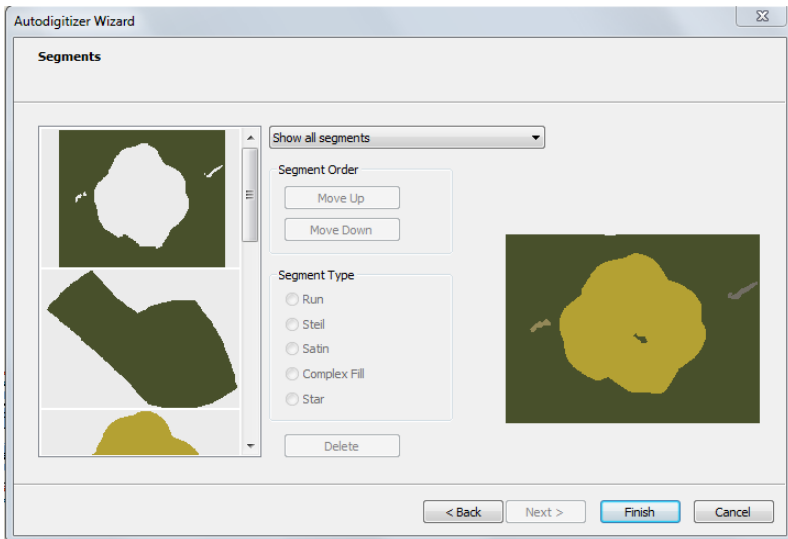 Autodigitizer Wizard
Segments
Show all segments
Segment Order
Move Up
Move Down
Segment Type
Run
Steil
Satin
Complex Fill
Star
Delete
< Back
Next >
Finish
Cancel